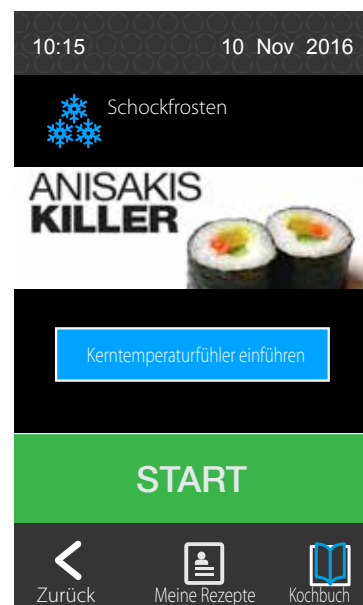 10:15 10 Nov 2016
Schockfrosten
ANISAKIS
KILLER
Kerntemperaturfühler einführen
START
Zurück Meine Rezepte Kochbuch